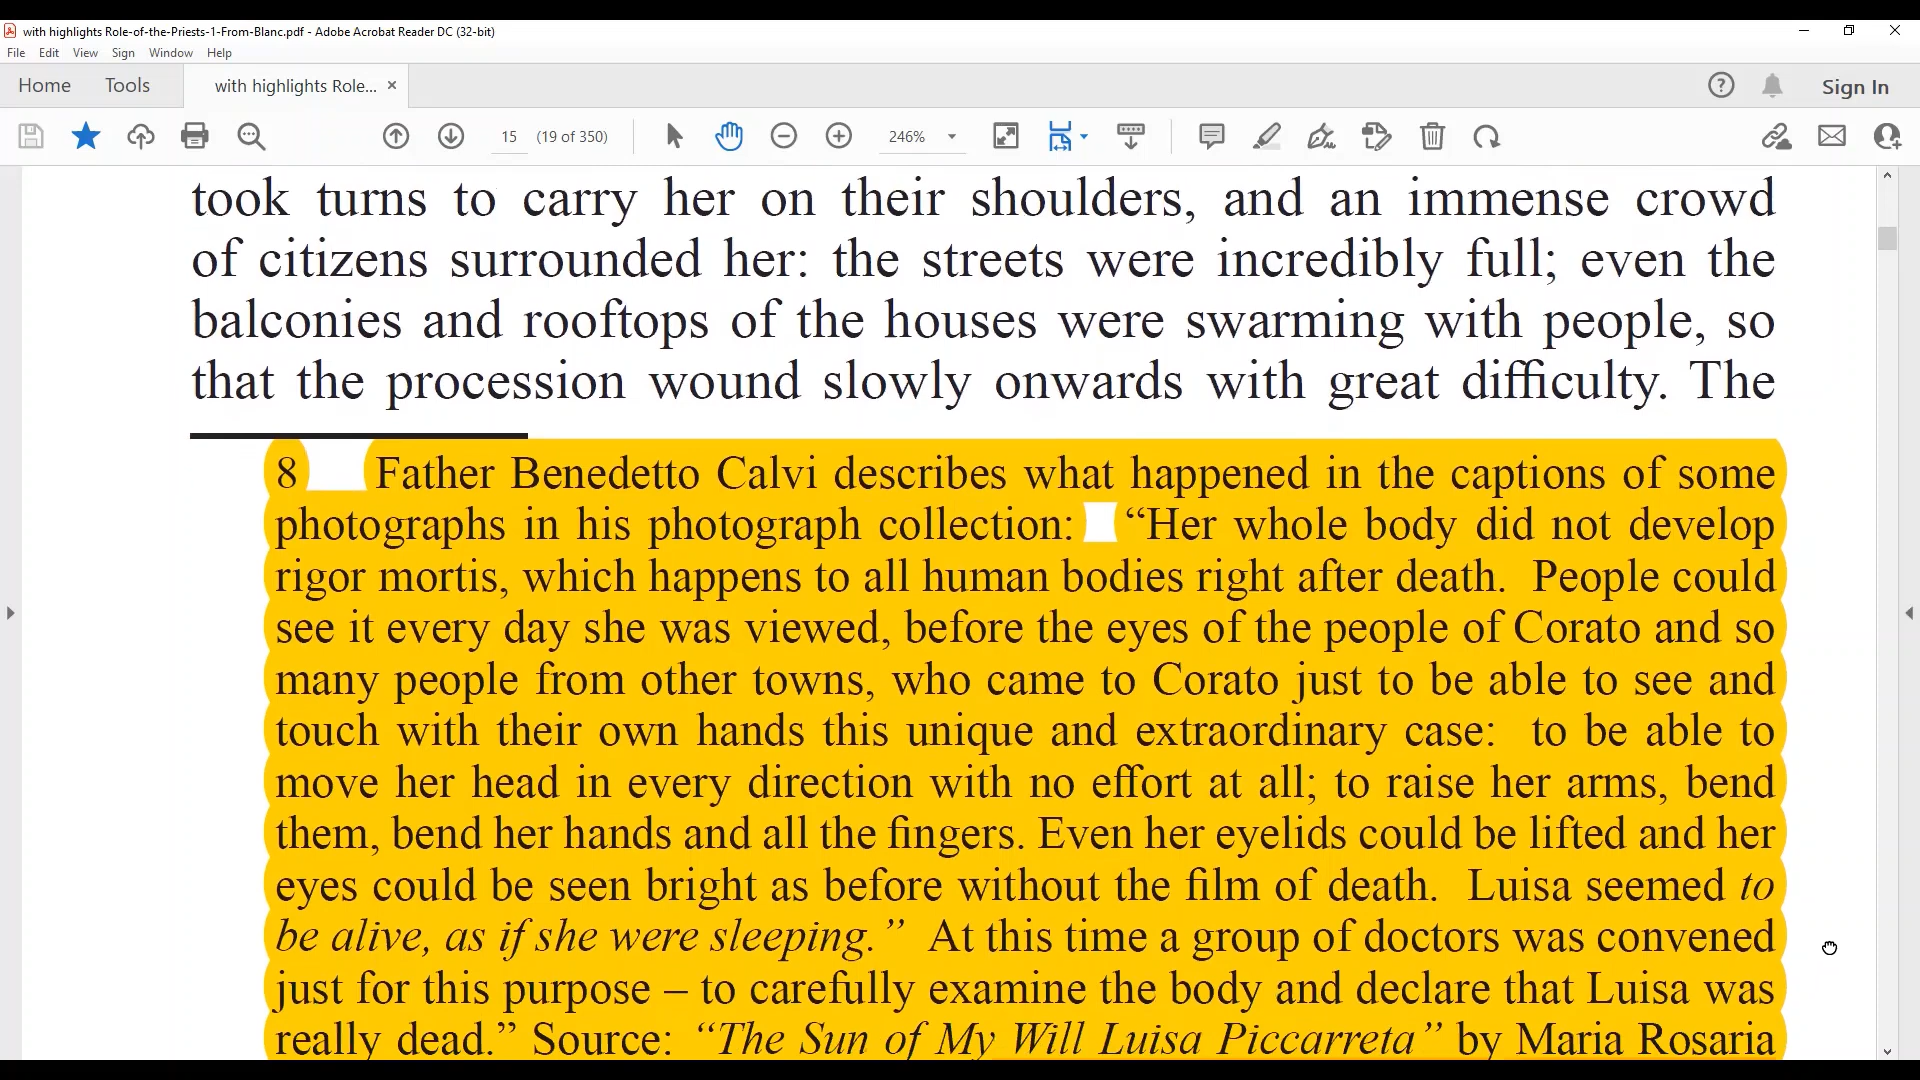 with highlights Role-of-the-Priests-1-From-Blanc.pdf - Adobe Acrobat Reader DC (32-bit)
File Edit View Sign Window Help
Home Tools with highlights Role... × Sign In
15 (19 of 350) 246%
took turns to carry her on their shoulders, and an immense crowd
of citizens surrounded her: the streets were incredibly full; even the
balconies and rooftops of the houses were swarming with people, so
that the procession wound slowly onwards with great difficulty. The
8 Father Benedetto Calvi describes what happened in the captions of some
photographs in his photograph collection: “Her whole body did not develop
rigor mortis, which happens to all human bodies right after death. People could
see it every day she was viewed, before the eyes of the people of Corato and so
many people from other towns, who came to Corato just to be able to see and
touch with their own hands this unique and extraordinary case: to be able to
move her head in every direction with no effort at all; to raise her arms, bend
them, bend her hands and all the fingers. Even her eyelids could be lifted and her
eyes could be seen bright as before without the film of death. Luisa seemed to
be alive, as if she were sleeping.” At this time a group of doctors was convened
just for this purpose – to carefully examine the body and declare that Luisa was
really dead.” Source: “The Sun of My Will Luisa Piccarreta” by Maria Rosaria